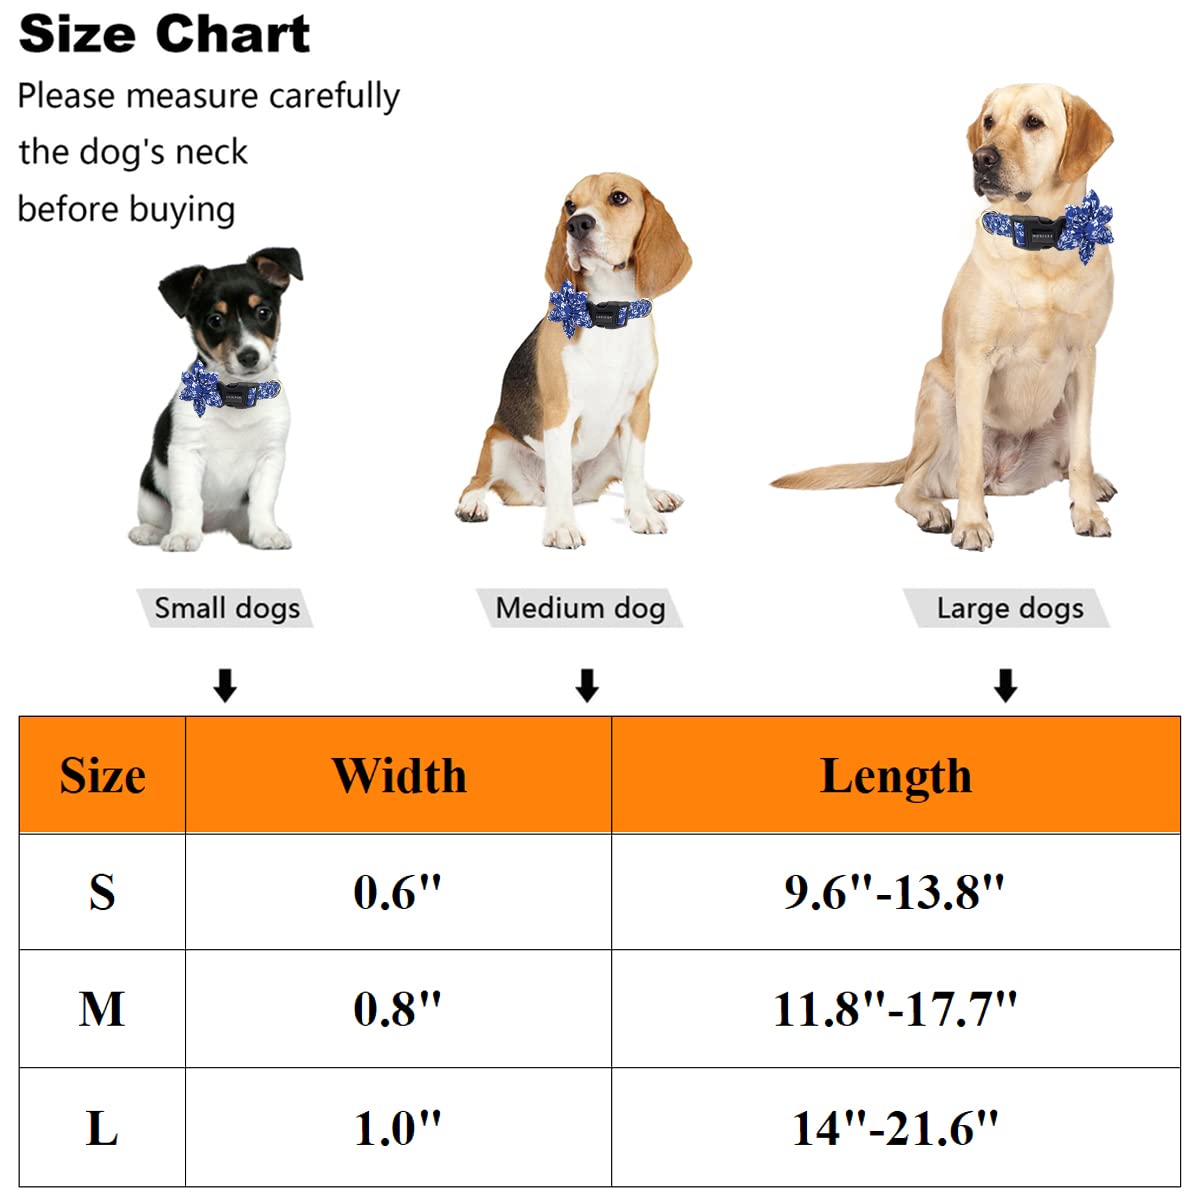 Size Chart
Please measure carefully
the dog's neck
before buying
Small dogs
Medium dog
Large dogs
Size Width Length
S 0.6" 9.6"-13.8"
M 0.8" 11.8"-17.7"
L 1.0" 14"-21.6"